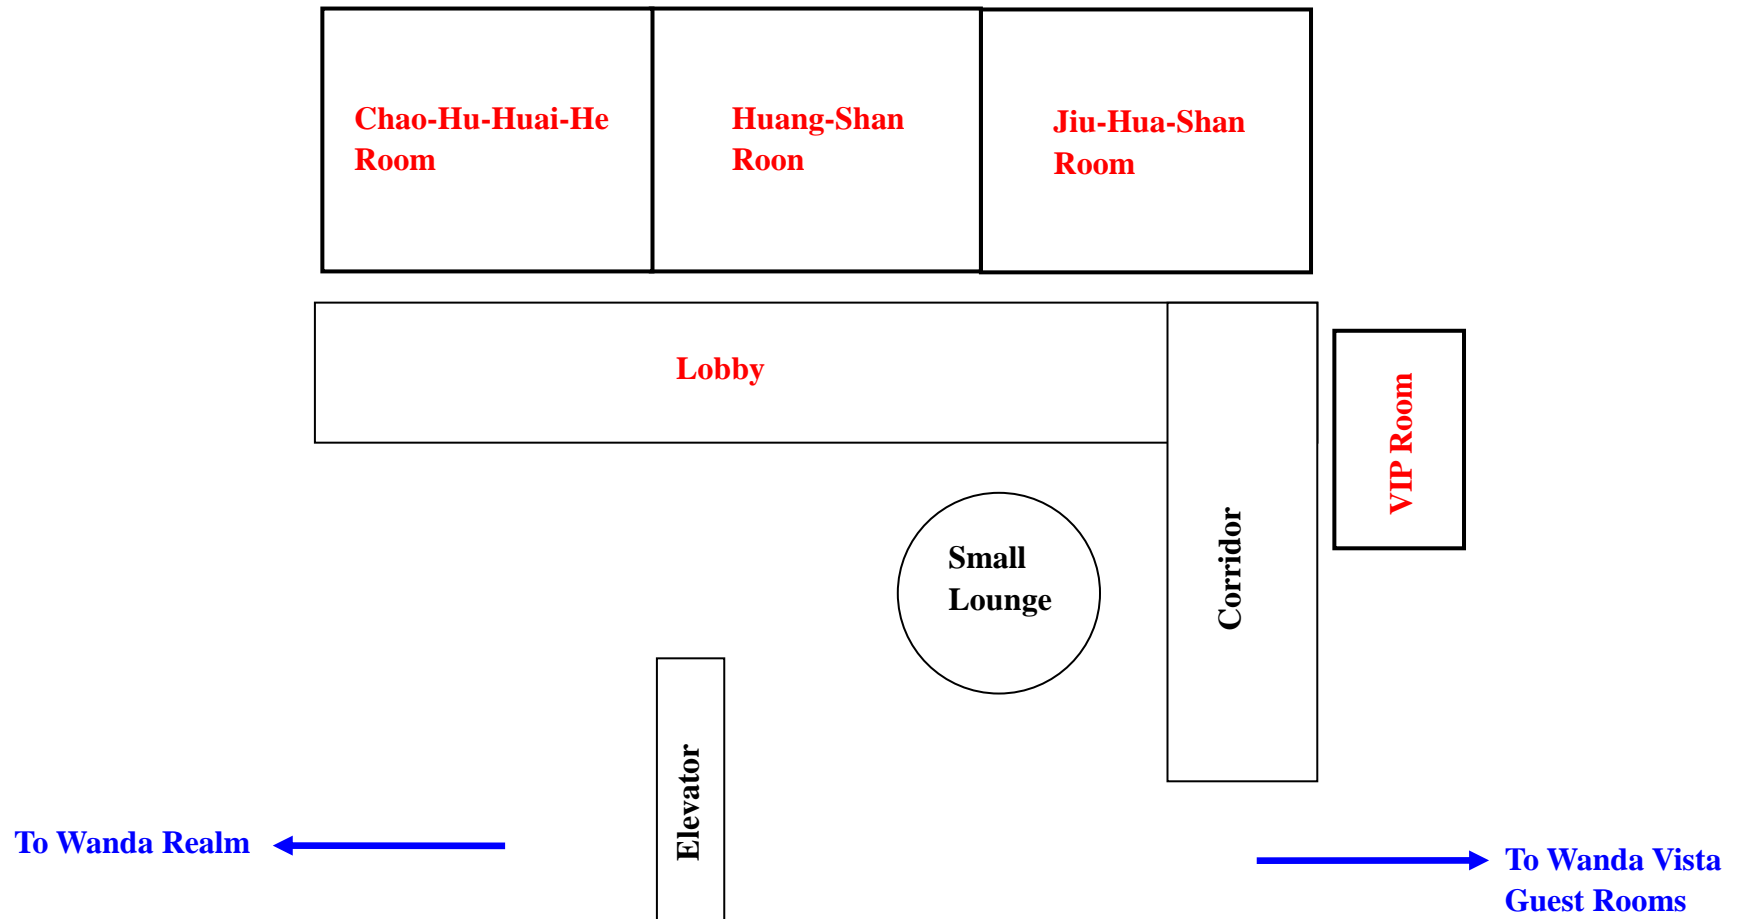 Chao-Hu-Huai-He
Room
Huang-Shan
Roon
Jiu-Hua-Shan
Room
Lobby
VIP Room
Small
Lounge
Corridor
Elevator
To Wanda Realm
To Wanda Vista
Guest Rooms